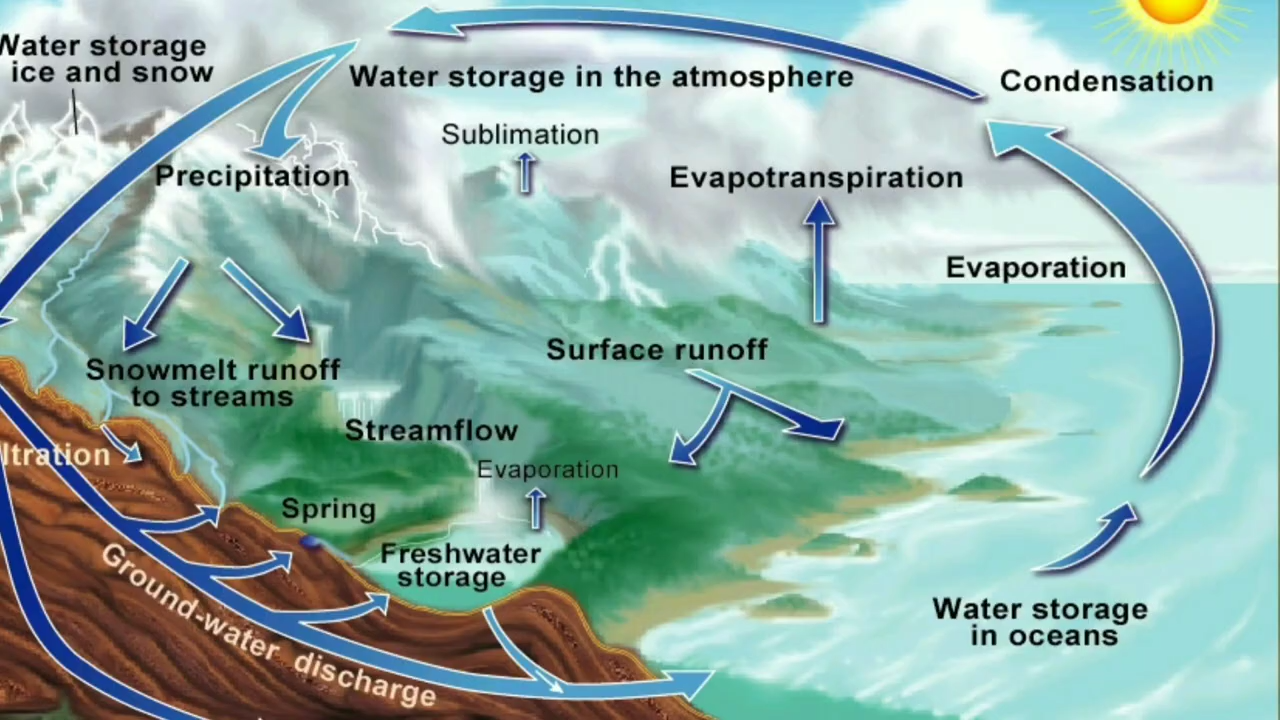 Water storage
ice and snow
Water storage in the atmosphere
Condensation
Sublimation
Precipitation
Evapotranspiration
Evaporation
Surface runoff
Snowmelt runoff
to streams
Streamflow
ltration
Evaporation
Spring
Freshwater
storage
Ground-water discharge
Water storage
in oceans